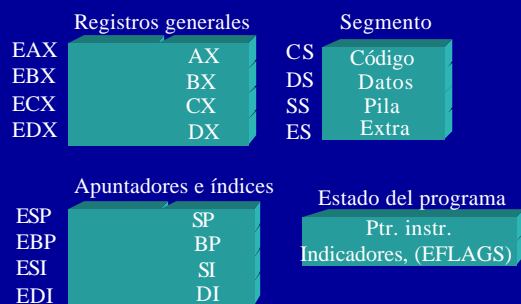 Registros generales
EAX AX
EBX BX
ECX CX
EDX DX
Segmento
CS Código
DS Datos
SS Pila
ES Extra
Apuntadores e índices
ESP SP
EBP BP
ESI SI
EDI DI
Estado del programa
Ptr. instr.
Indicadores, (EFLAGS)